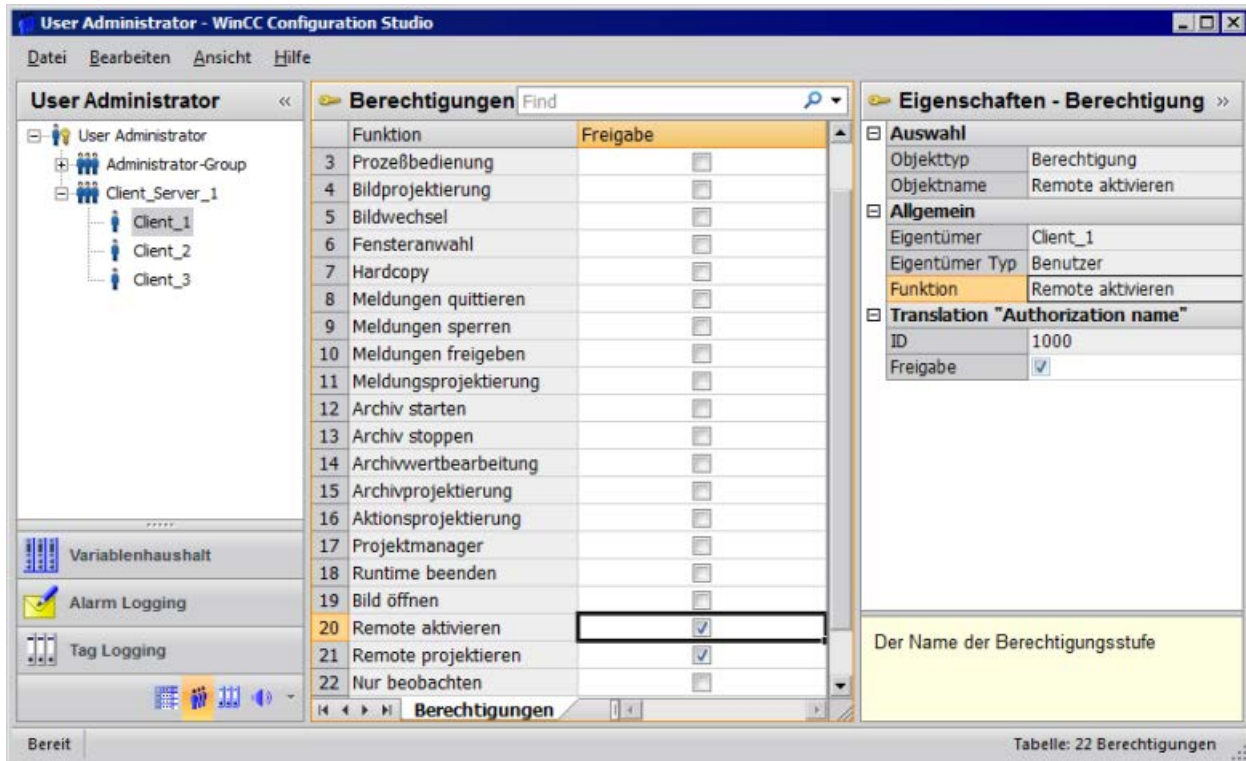 User Administrator - WinCC Configuration Studio
Datei Bearbeiten Ansicht Hilfe
User Administrator «
User Administrator
Administrator-Group
Client_Server_1
Client_1
Client_2
Client_3
Variablenhaushalt
Alarm Logging
Tag Logging
Berechtigungen Find
Funktion Freigabe
3 Prozeßbedienung
4 Bildprojektierung
5 Bildwechsel
6 Fensteranwahl
7 Hardcopy
8 Meldungen quittieren
9 Meldungen sperren
10 Meldungen freigeben
11 Meldungsprojektierung
12 Archiv starten
13 Archiv stoppen
14 Archivwertbearbeitung
15 Archivprojektierung
16 Aktionsprojektierung
17 Projektmanager
18 Runtime beenden
19 Bild öffnen
20 Remote aktivieren
21 Remote projektieren
22 Nur beobachten
Berechtigungen
Eigenschaften - Berechtigung »
Auswahl
Objekttyp Berechtigung
Objektname Remote aktivieren
Allgemein
Eigentümer Client_1
Eigentümer Typ Benutzer
Funktion Remote aktivieren
Translation "Authorization name"
ID 1000
Freigabe
Der Name der Berechtigungsstufe
Bereit
Tabelle: 22 Berechtigungen